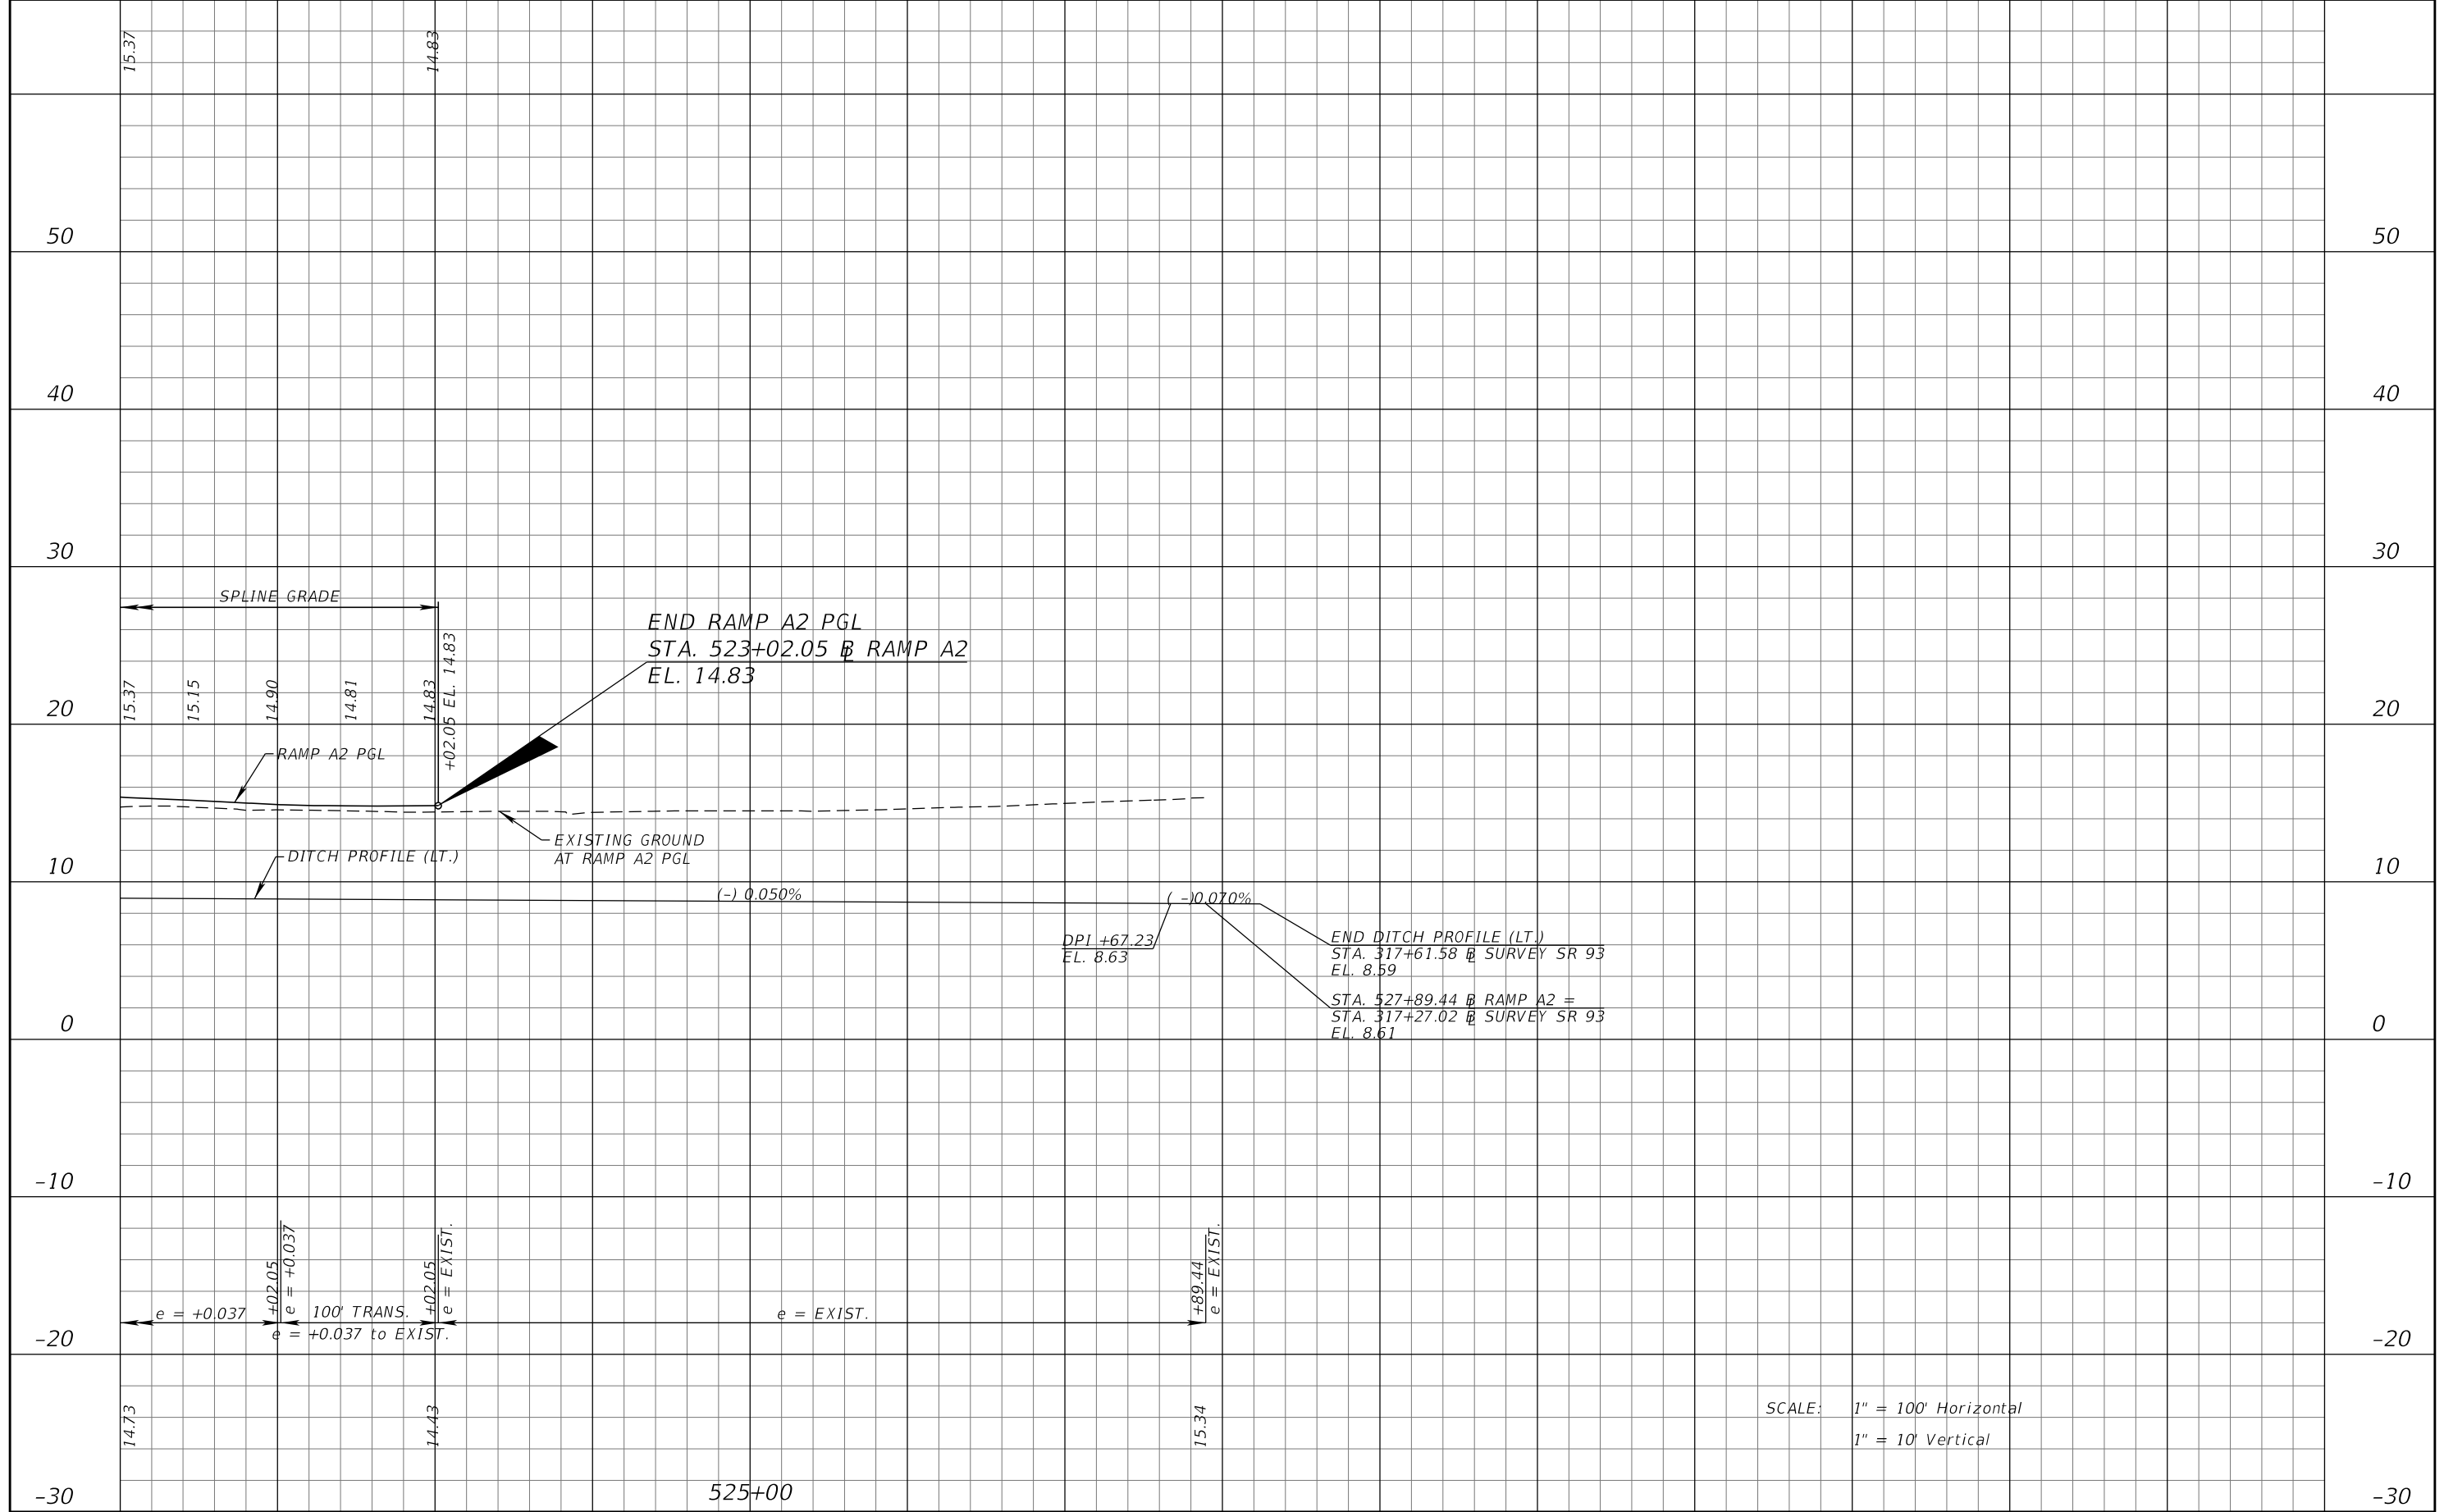 15.37
14.83
50
50
40
40
30
30
SPLINE GRADE
END RAMP A2 PGL
STA. 523+02.05 BL RAMP A2
EL. 14.83
+02.05 EL. 14.83
15.37
15.15
14.90
14.81
14.83
20
20
RAMP A2 PGL
EXISTING GROUND
AT RAMP A2 PGL
DITCH PROFILE (LT.)
10
10
(-) 0.050%
( -)0.070%
DPI +67.23
EL. 8.63
END DITCH PROFILE (LT.)
STA. 317+61.58 BL SURVEY SR 93
EL. 8.59
STA. 527+89.44 BL RAMP A2 =
STA. 317+27.02 BL SURVEY SR 93
EL. 8.61
0
0
-10
-10
+02.05
e = +0.037
+02.05
e = EXIST.
+89.44
e = EXIST.
e = +0.037
100' TRANS.
e = +0.037 to EXIST.
e = EXIST.
-20
-20
14.73
14.43
15.34
SCALE: 1" = 100' Horizontal
1" = 10' Vertical
-30
525+00
-30